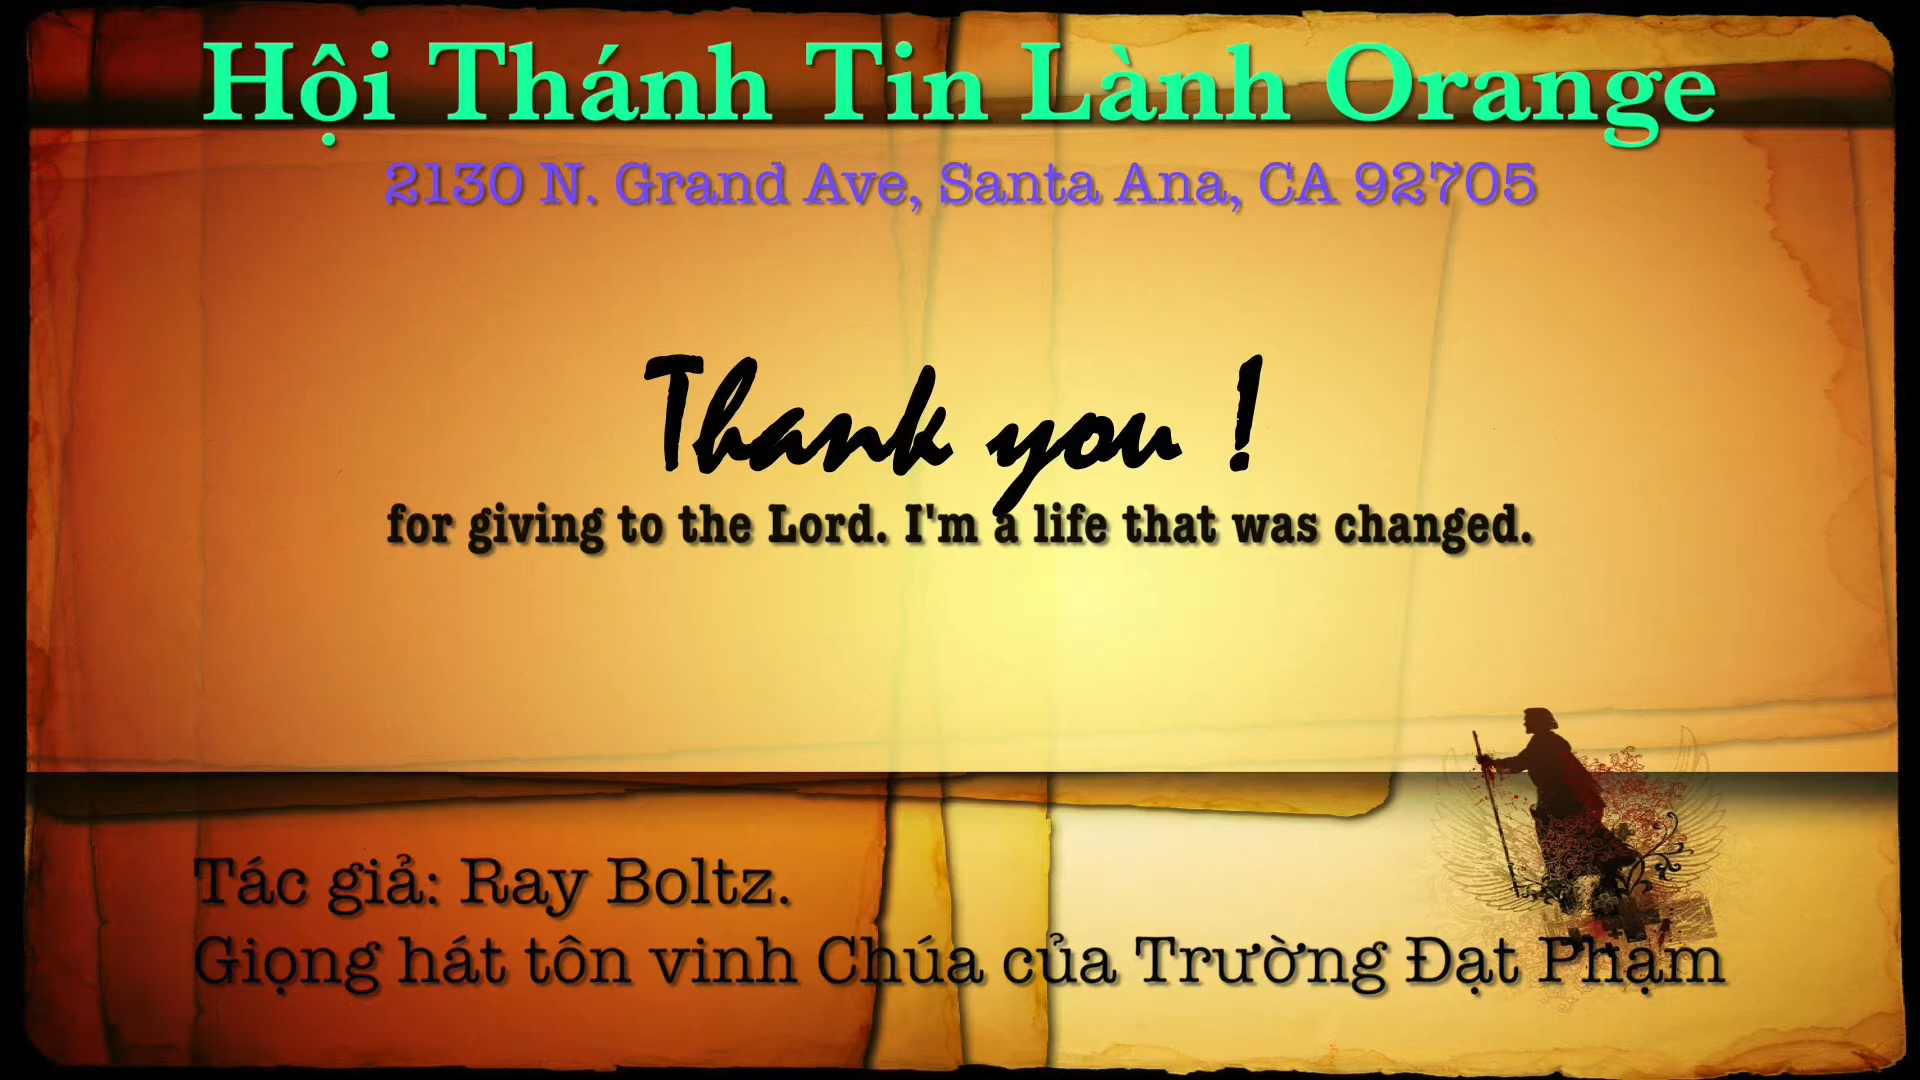 Hội Thánh Tin Lành Orange
2130 N. Grand Ave, Santa Ana, CA 92705
Thank you !
for giving to the Lord. I'm a life that was changed.
Tác giả: Ray Boltz.
Giọng hát tôn vinh Chúa của Trường Đạt Phạm